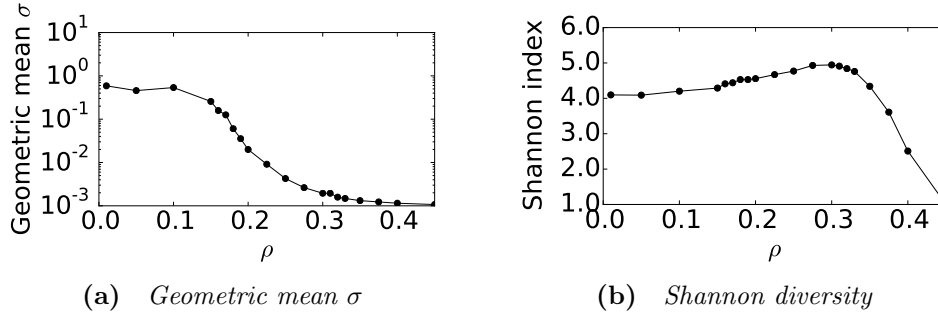 10^1
10^0
10^-1
10^-2
10^-3
0.0 0.1 0.2 0.3 0.4
Geometric mean σ
ρ
6.0
5.0
4.0
3.0
2.0
1.0
0.0 0.1 0.2 0.3 0.4
Shannon index
ρ
(a) Geometric mean σ
(b) Shannon diversity